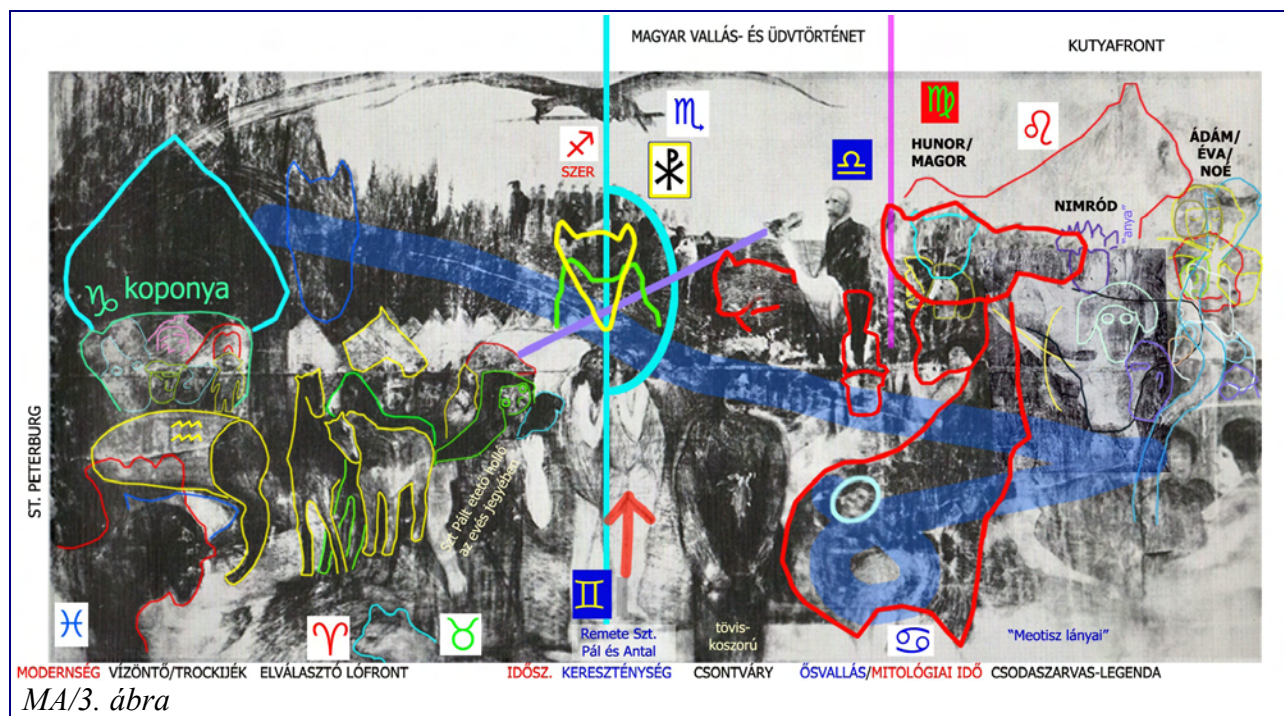 MAGYAR VALLÁS- ÉS ÜDVTÖRTÉNET
KUTYAFRONT
SZER
HUNOR/
MAGOR
ÁDÁM/
ÉVA/
NOÉ
NIMRÓD
"anya"
koponya
ST. PETERBURG
Szt Pált etető holló
az evés jegyében
Remete Szt.
Pál és Antal
tövis-
koszorú
"Meotisz lányai"
MODERNSÉG VÍZÖNTŐ/TROCKIJÉK ELVÁLASZTÓ LÓFRONT IDŐSZ. KERESZTÉNYSÉG CSONTVÁRY ŐSVALLÁS/MITOLÓGIAI IDŐ CSODASZARVAS-LEGENDA
MA/3. ábra